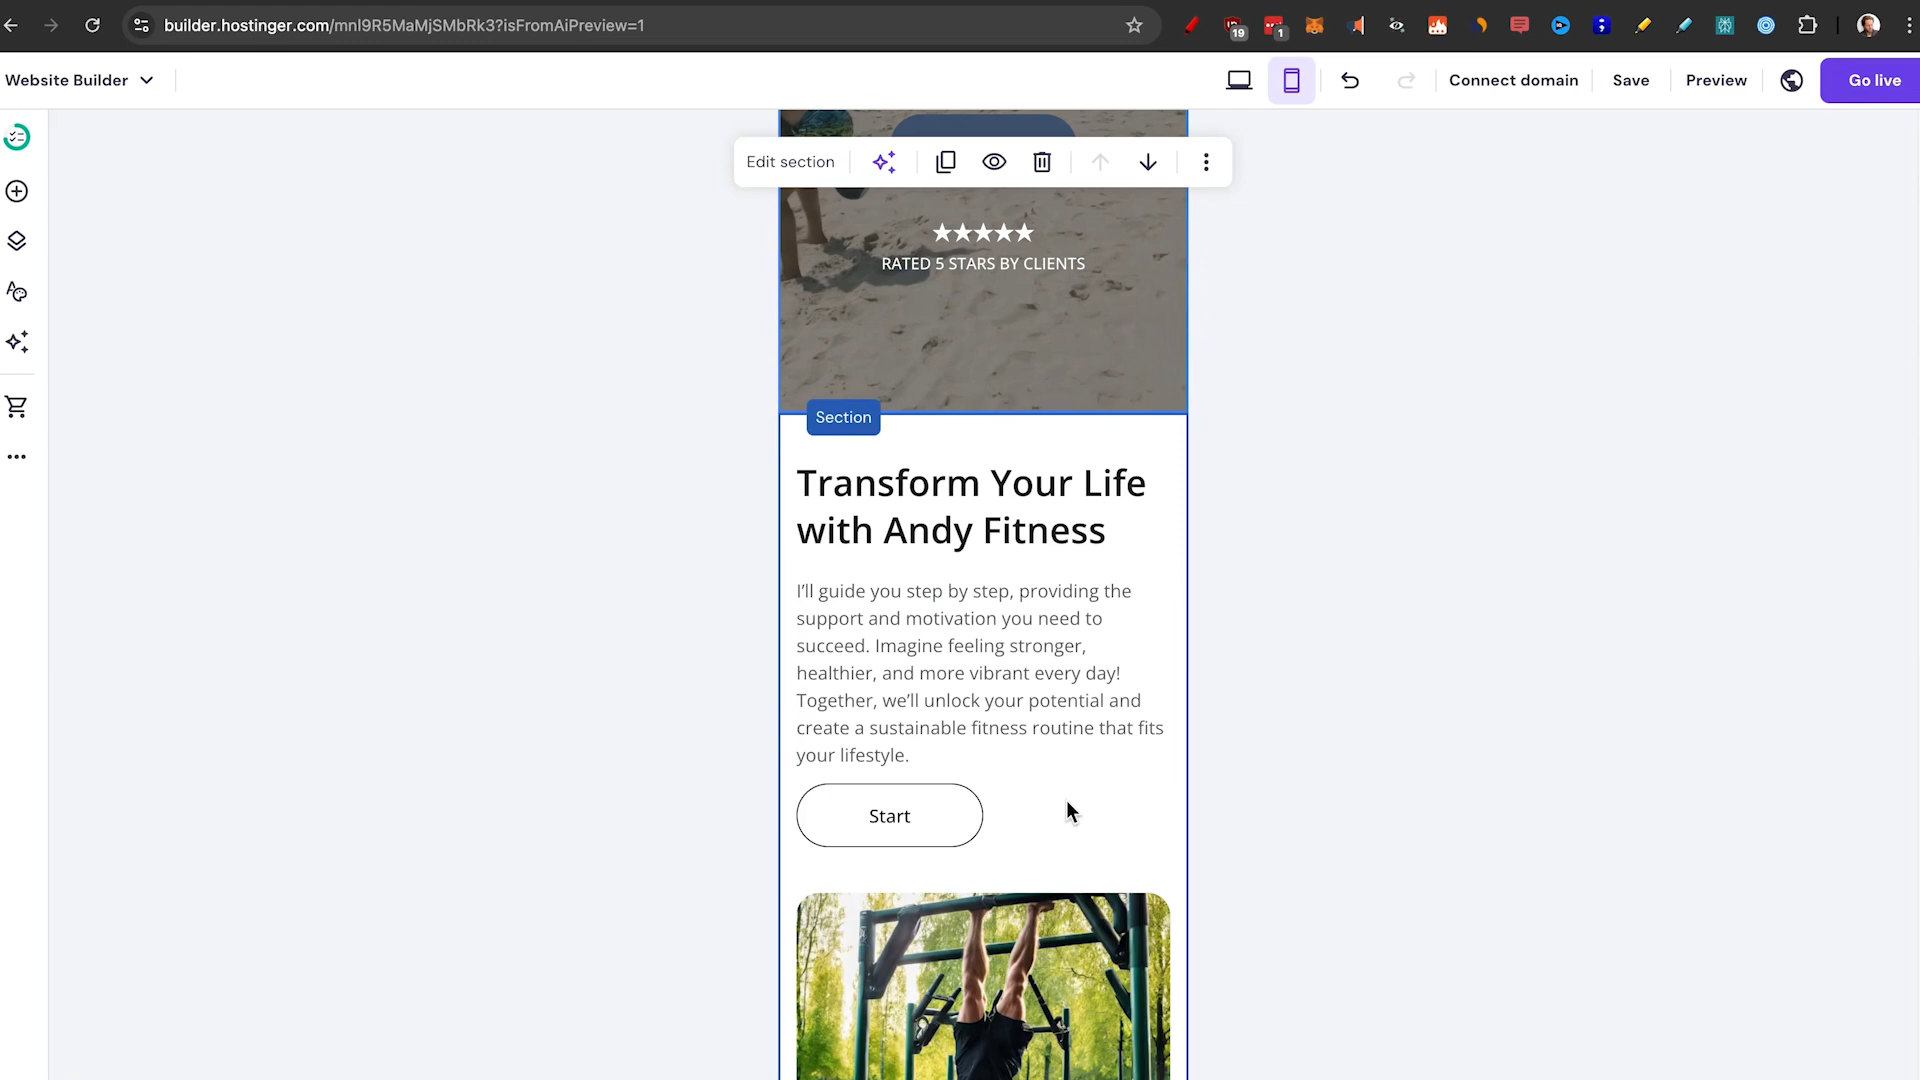 builder.hostinger.com/mnl9R5MaMjSMbRk3?isFromAiPreview=1
19
1
Website Builder
Connect domain
Save
Preview
Go live
Edit section
★★★★★
RATED 5 STARS BY CLIENTS
Section
Transform Your Life
with Andy Fitness
I'll guide you step by step, providing the
support and motivation you need to
succeed. Imagine feeling stronger,
healthier, and more vibrant every day!
Together, we'll unlock your potential and
create a sustainable fitness routine that fits
your lifestyle.
Start